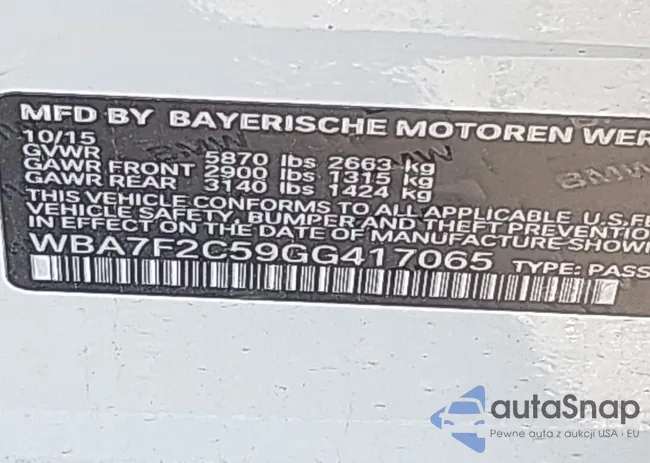 MFD BY BAYERISCHE MOTOREN WER
10/15
GVWR 5870 lbs 2663 kg
GAWR FRONT 2900 lbs 1315 kg
GAWR REAR 3140 lbs 1424 kg
THIS VEHICLE CONFORMS TO ALL APPLICABLE U.S.FE
SAFETY, BUMPER AND THEFT PREVENTIO
IN EFFECT ON THE DATE OF MANUFACTURE SHOW
WBA7F2C59GG417065 TYPE: PASS
BMW
autaSnap
Pewne auta z aukcji USA i EU